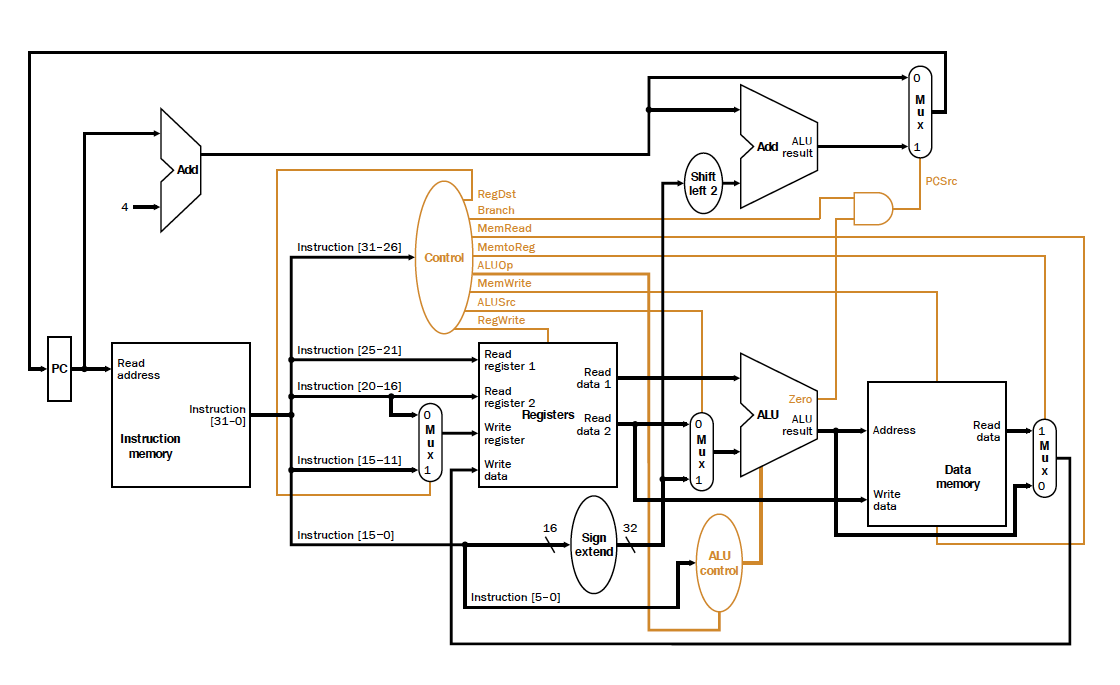 0
M
u
x
1
Add
ALU
result
Add
4
Shift
left 2
PCSrc
RegDst
Branch
MemRead
MemtoReg
ALUOp
MemWrite
ALUSrc
RegWrite
Control
Instruction [31–26]
Instruction [25–21]
Instruction [20–16]
Instruction [15–11]
Instruction [15–0]
Instruction [5–0]
PC
Read
address
Instruction
[31–0]
Instruction
memory
0
M
u
x
1
Read
register 1
Read
register 2
Write
register
Write
data
Registers
Read
data 1
Read
data 2
0
M
u
x
1
Zero
ALU
ALU
result
Address
Write
data
Read
data
Data
memory
1
M
u
x
0
16
Sign
extend
32
ALU
control